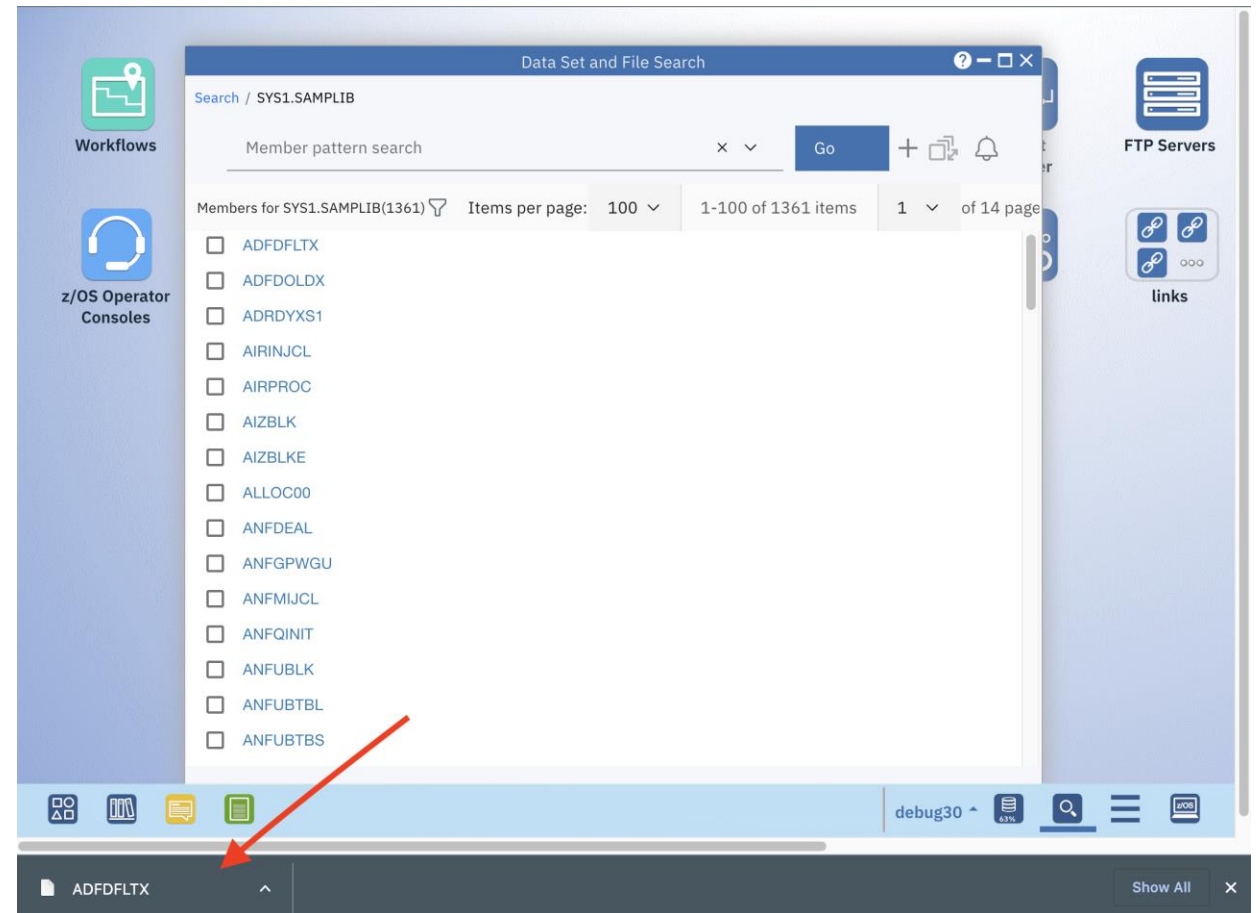 Data Set and File Search
Search / SYS1.SAMPLIB
Member pattern search
Go
Members for SYS1.SAMPLIB(1361) Items per page: 100 1-100 of 1361 items 1 of 14 page
ADFDFLTX
ADFDOLDX
ADRDYXS1
AIRINJCL
AIRPROC
AIZBLK
AIZBLKE
ALLOC00
ANFDEAL
ANFGPWGU
ANFMIJCL
ANFQINIT
ANFUBLK
ANFUBTBL
ANFUBTBS
Workflows
z/OS Operator
Consoles
FTP Servers
links
debug30
63%
z/OS
ADFDFLTX
Show All